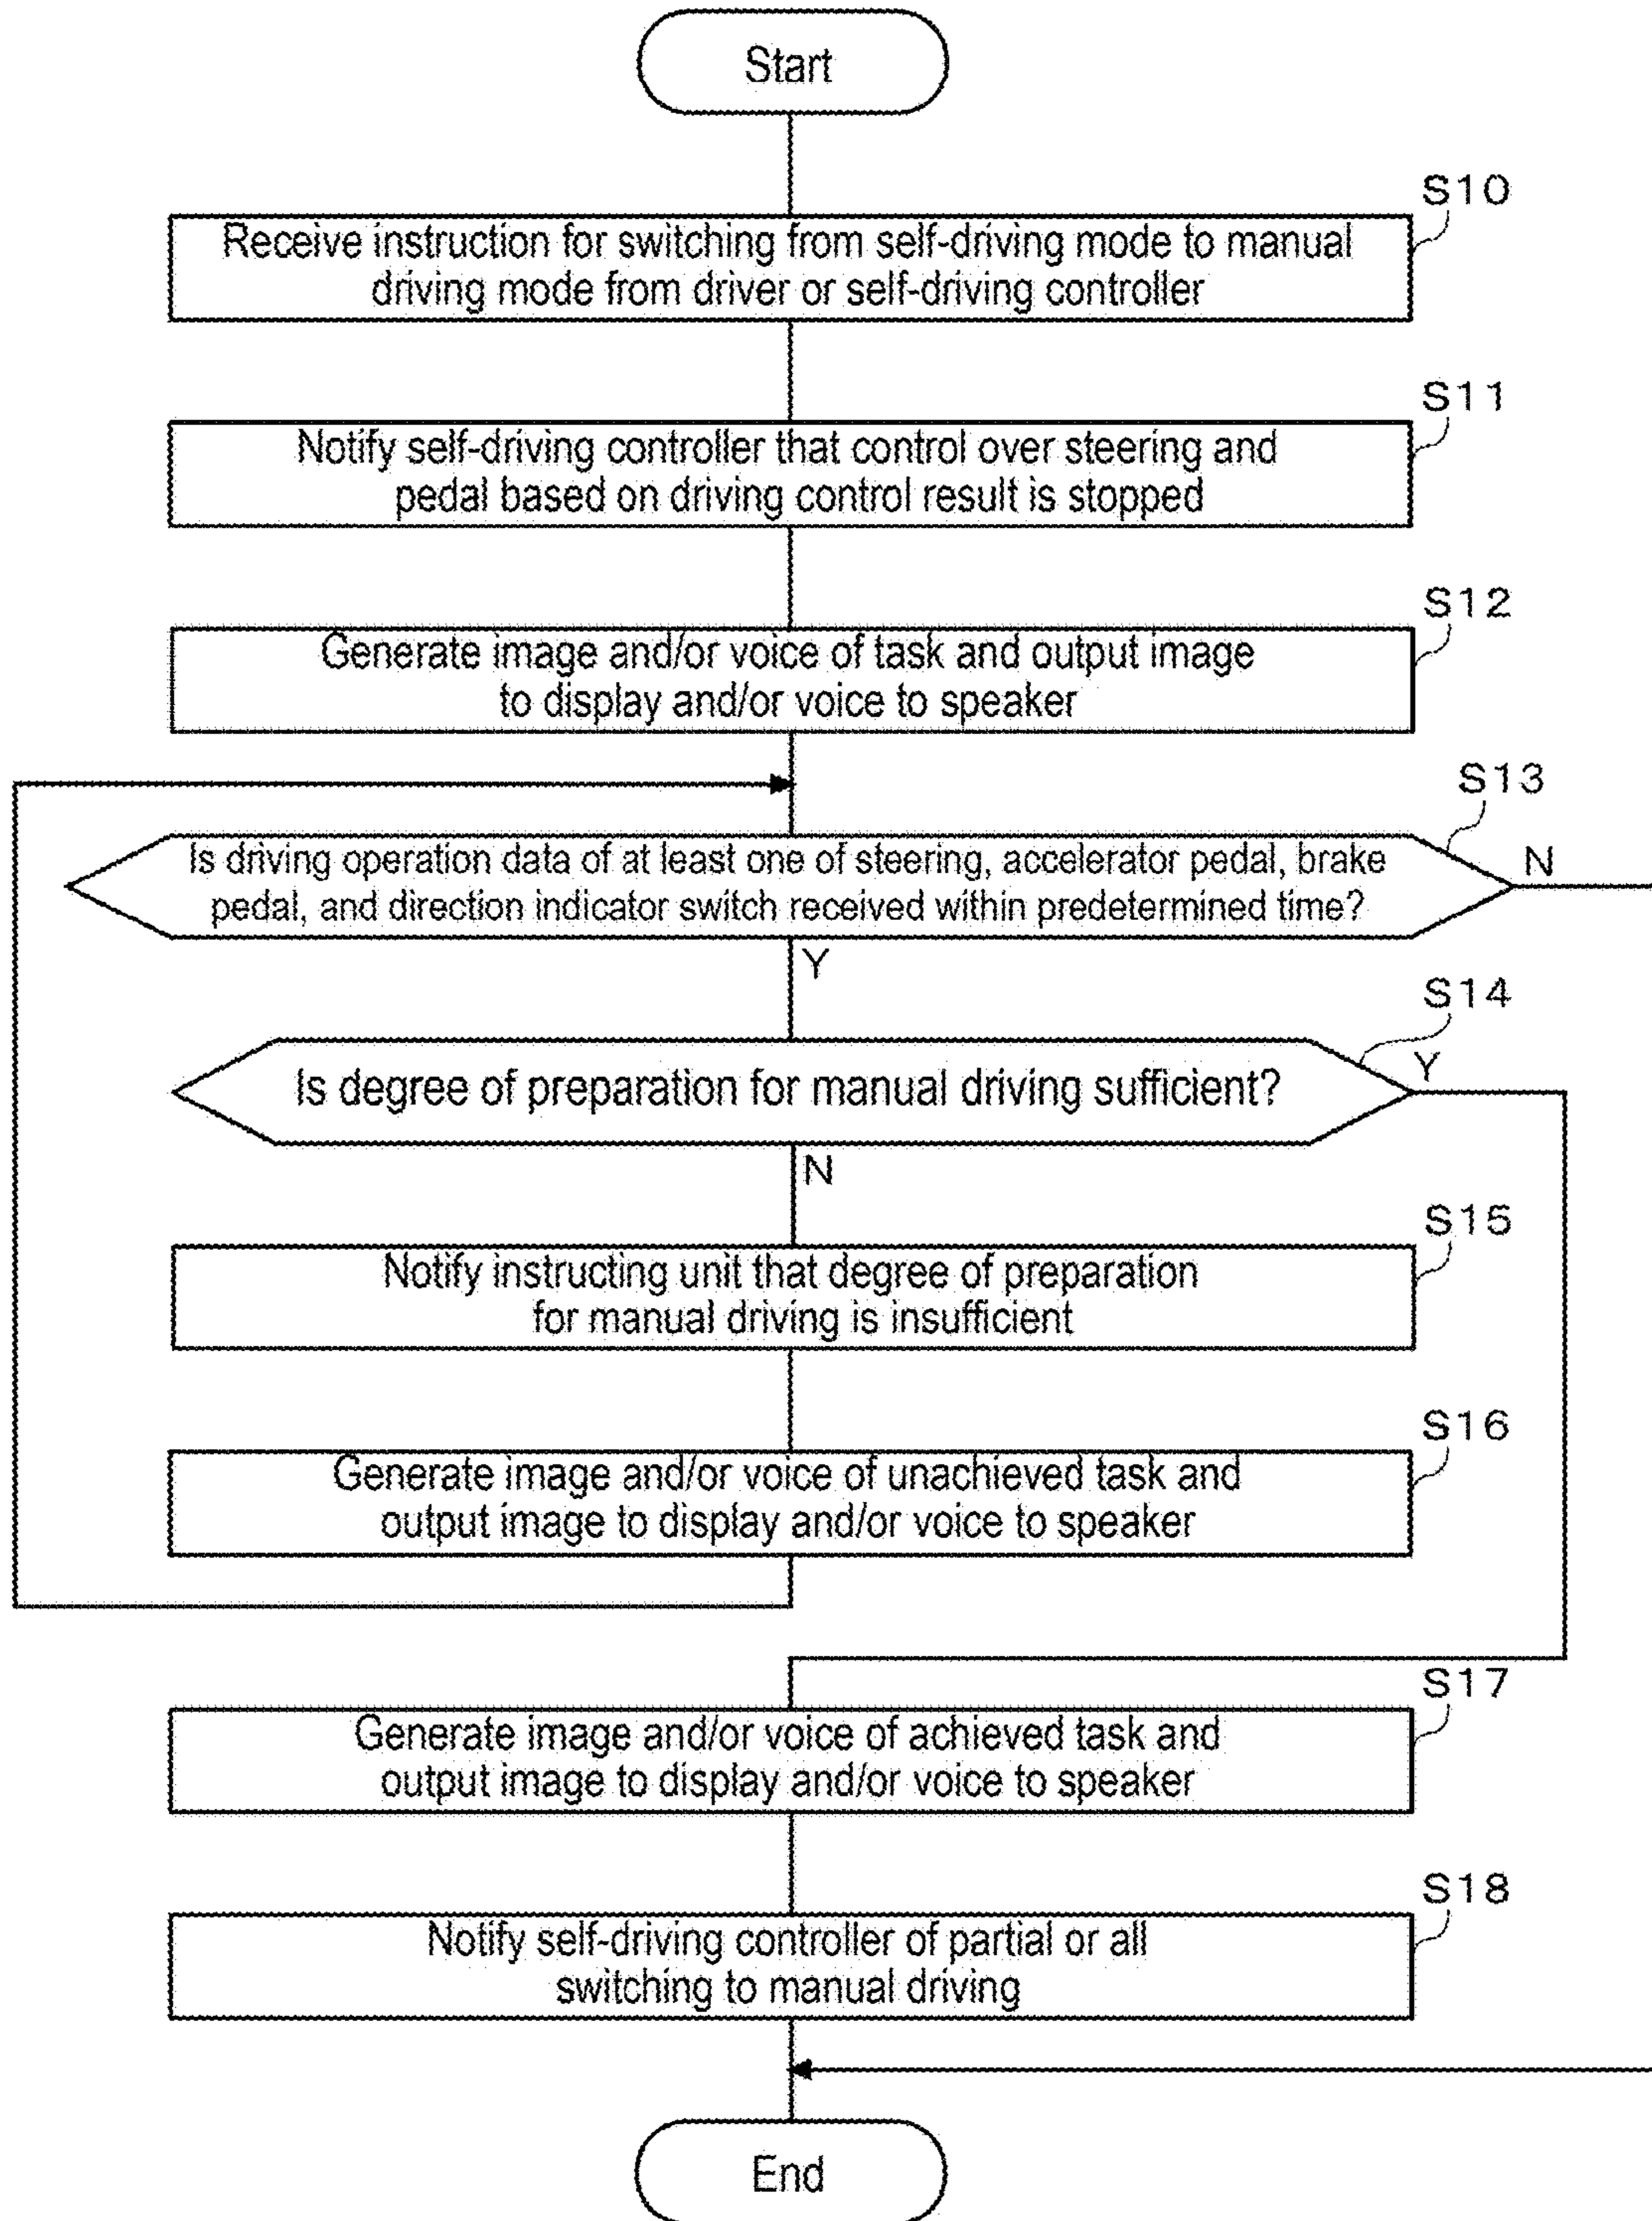 Start
S10
Receive instruction for switching from self-driving mode to manual
driving mode from driver or self-driving controller
S11
Notify self-driving controller that control over steering and
pedal based on driving control result is stopped
S12
Generate image and/or voice of task and output image
to display and/or voice to speaker
S13
Is driving operation data of at least one of steering, accelerator pedal, brake
pedal, and direction indicator switch received within predetermined time?
N
Y
S14
Is degree of preparation for manual driving sufficient?
Y
N
S15
Notify instructing unit that degree of preparation
for manual driving is insufficient
S16
Generate image and/or voice of unachieved task and
output image to display and/or voice to speaker
S17
Generate image and/or voice of achieved task and
output image to display and/or voice to speaker
S18
Notify self-driving controller of partial or all
switching to manual driving
End